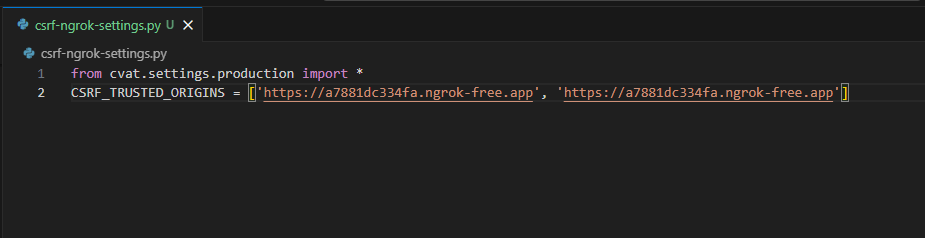 csrf-ngrok-settings.py U
csrf-ngrok-settings.py
1 from cvat.settings.production import *
2 CSRF_TRUSTED_ORIGINS = ['https://a7881dc334fa.ngrok-free.app', 'https://a7881dc334fa.ngrok-free.app']